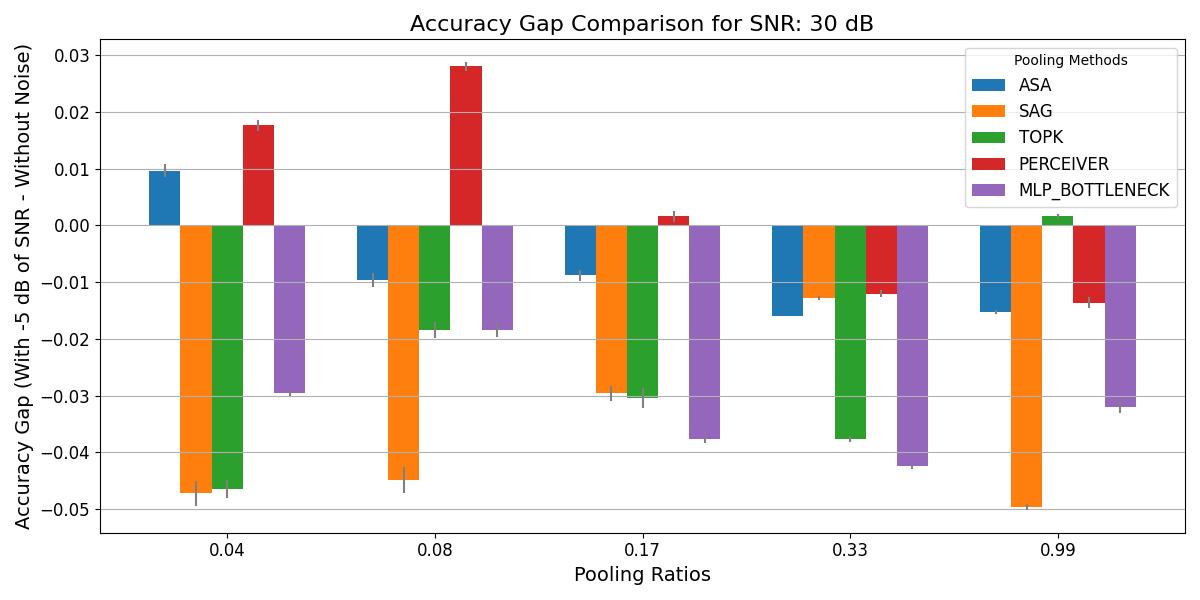 Accuracy Gap Comparison for SNR: 30 dB
Accuracy Gap (With -5 dB of SNR - Without Noise)
0.03
0.02
0.01
0.00
−0.01
−0.02
−0.03
−0.04
−0.05
Pooling Methods
ASA
SAG
TOPK
PERCEIVER
MLP_BOTTLENECK
0.04 0.08 0.17 0.33 0.99
Pooling Ratios